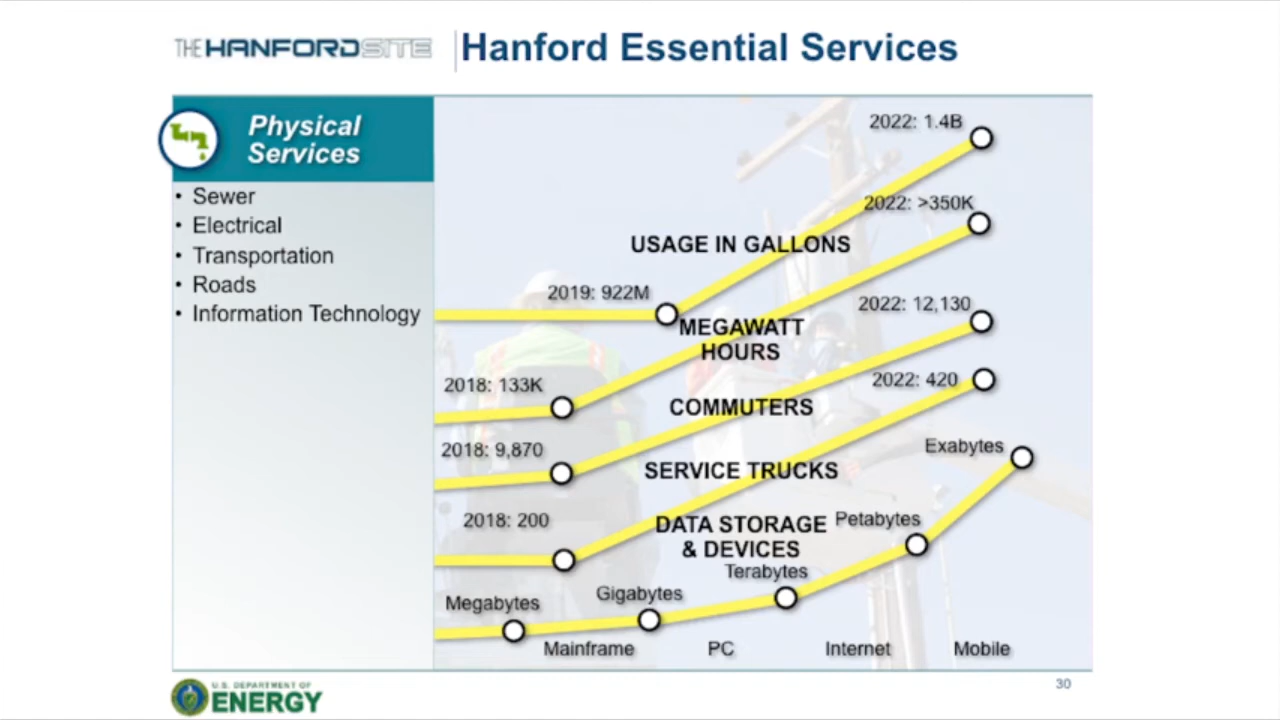 THE HANFORD SITE
Hanford Essential Services
Physical
Services
• Sewer
• Electrical
• Transportation
• Roads
• Information Technology
2022: 1.4B
2022: >350K
USAGE IN GALLONS
2019: 922M
2022: 12,130
MEGAWATT
HOURS
2018: 133K
2022: 420
COMMUTERS
2018: 9,870
Exabytes
SERVICE TRUCKS
2018: 200
DATA STORAGE
& DEVICES
Petabytes
Terabytes
Gigabytes
Megabytes
Mainframe PC Internet Mobile
U.S. DEPARTMENT OF
ENERGY
30